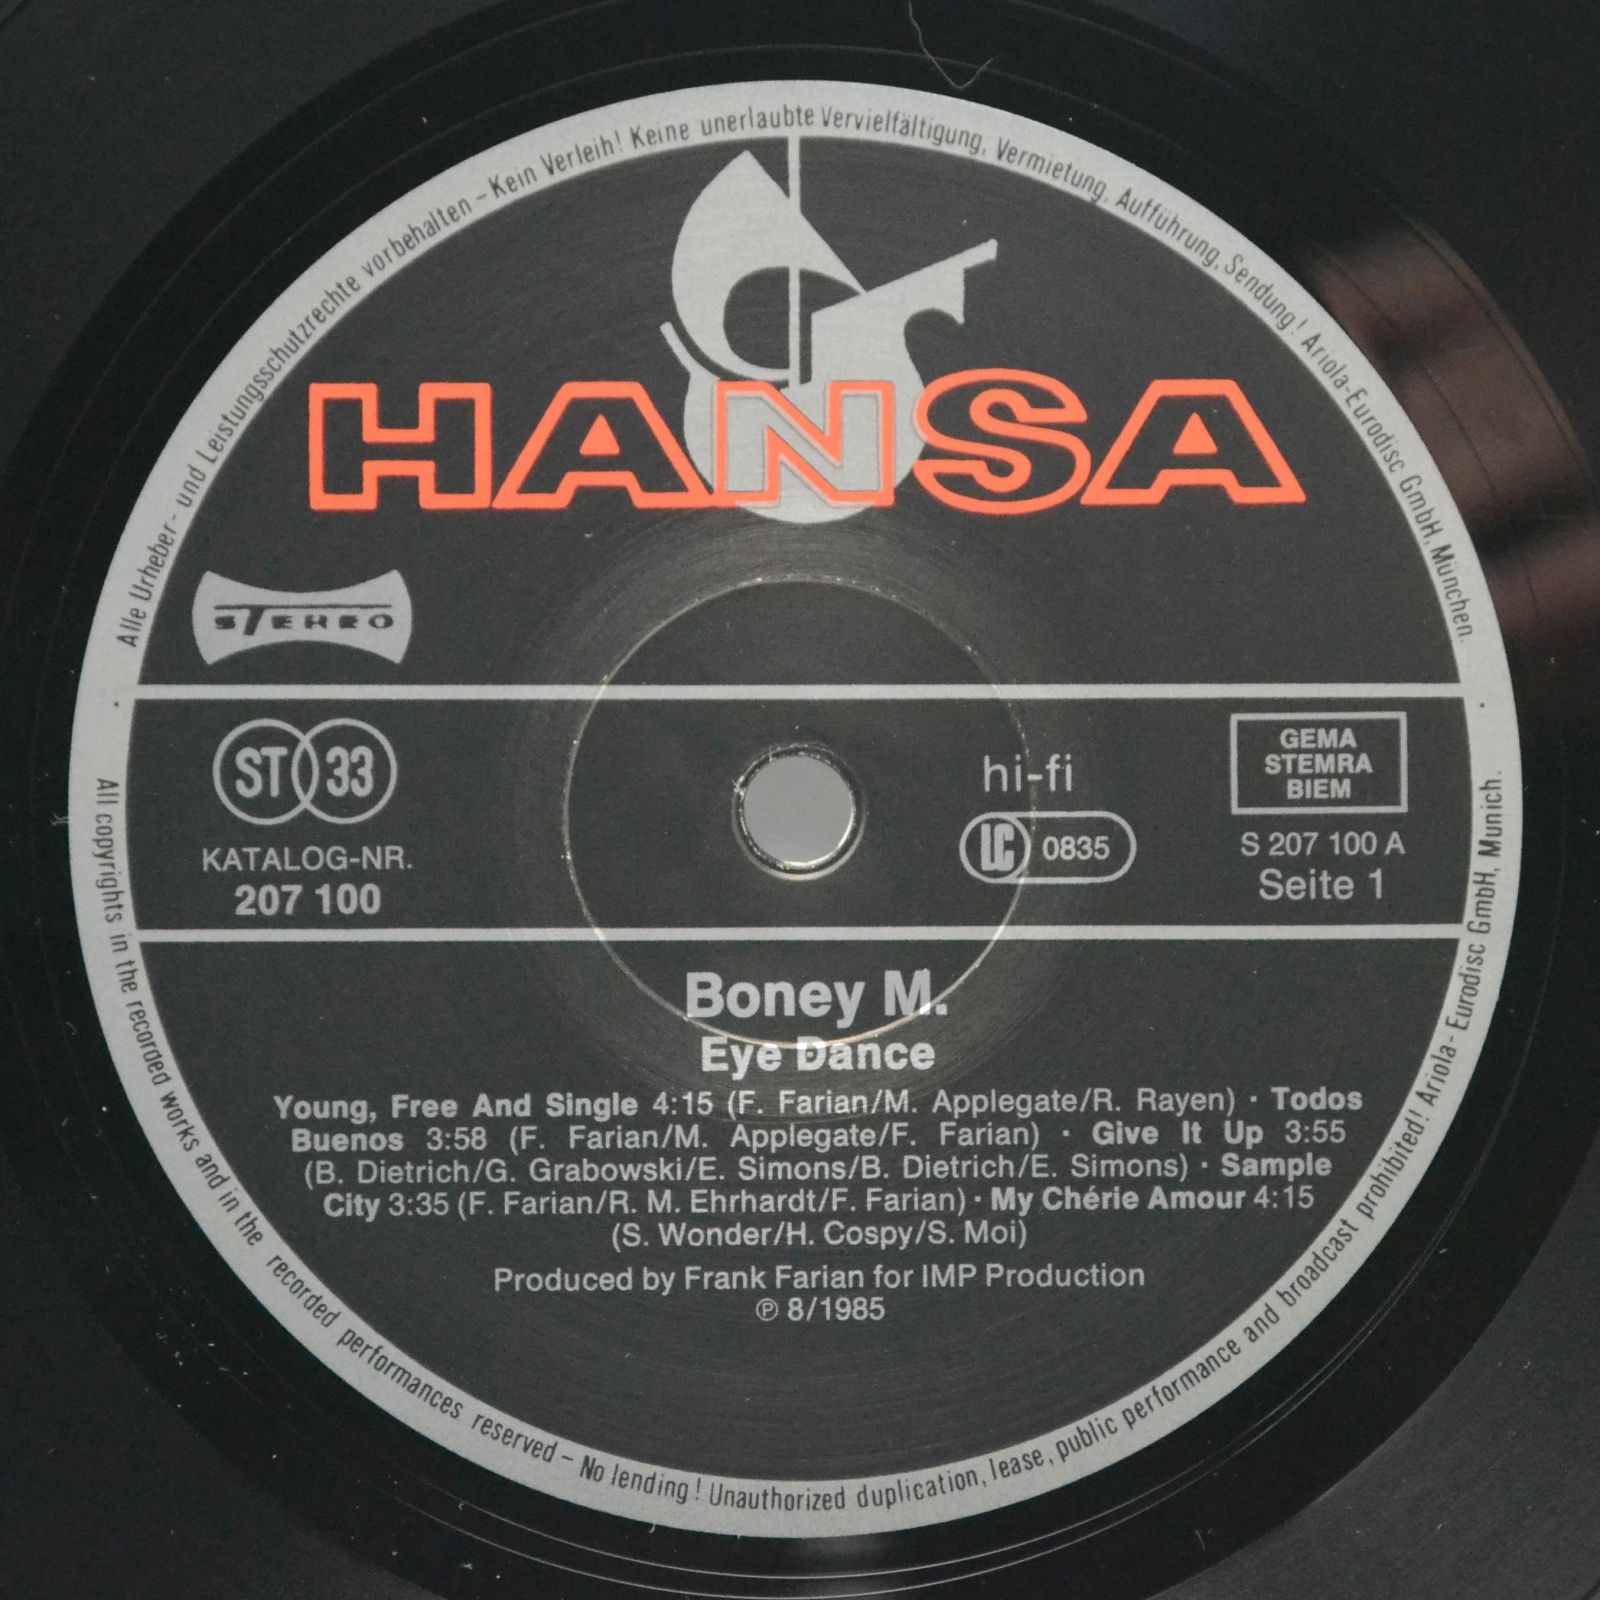 Alle Urheber- und Leistungsschutzrechte vorbehalten – Kein Verleih! Keine unerlaubte Vervielfältigung, Vermietung, Aufführung, Sendung! Ariola-Eurodisc GmbH, München.
HANSA
STEREO
ST 33
KATALOG-NR.
207 100
hi-fi
LC 0835
GEMA
STEMRA
BIEM
S 207 100 A
Seite 1
Boney M.
Eye Dance
Young, Free And Single 4:15 (F. Farian/M. Applegate/R. Rayen) · Todos
Buenos 3:58 (F. Farian/M. Applegate/F. Farian) · Give It Up 3:55
(B. Dietrich/G. Grabowski/E. Simons/B. Dietrich/E. Simons) · Sample
City 3:35 (F. Farian/R. M. Ehrhardt/F. Farian) · My Chérie Amour 4:15
(S. Wonder/H. Cospy/S. Moi)
Produced by Frank Farian for IMP Production
℗ 8/1985
All copyrights in the recorded works and in the recorded performances reserved – No lending! Unauthorized duplication, lease, public performance and broadcast prohibited! Ariola-Eurodisc GmbH, Munich.